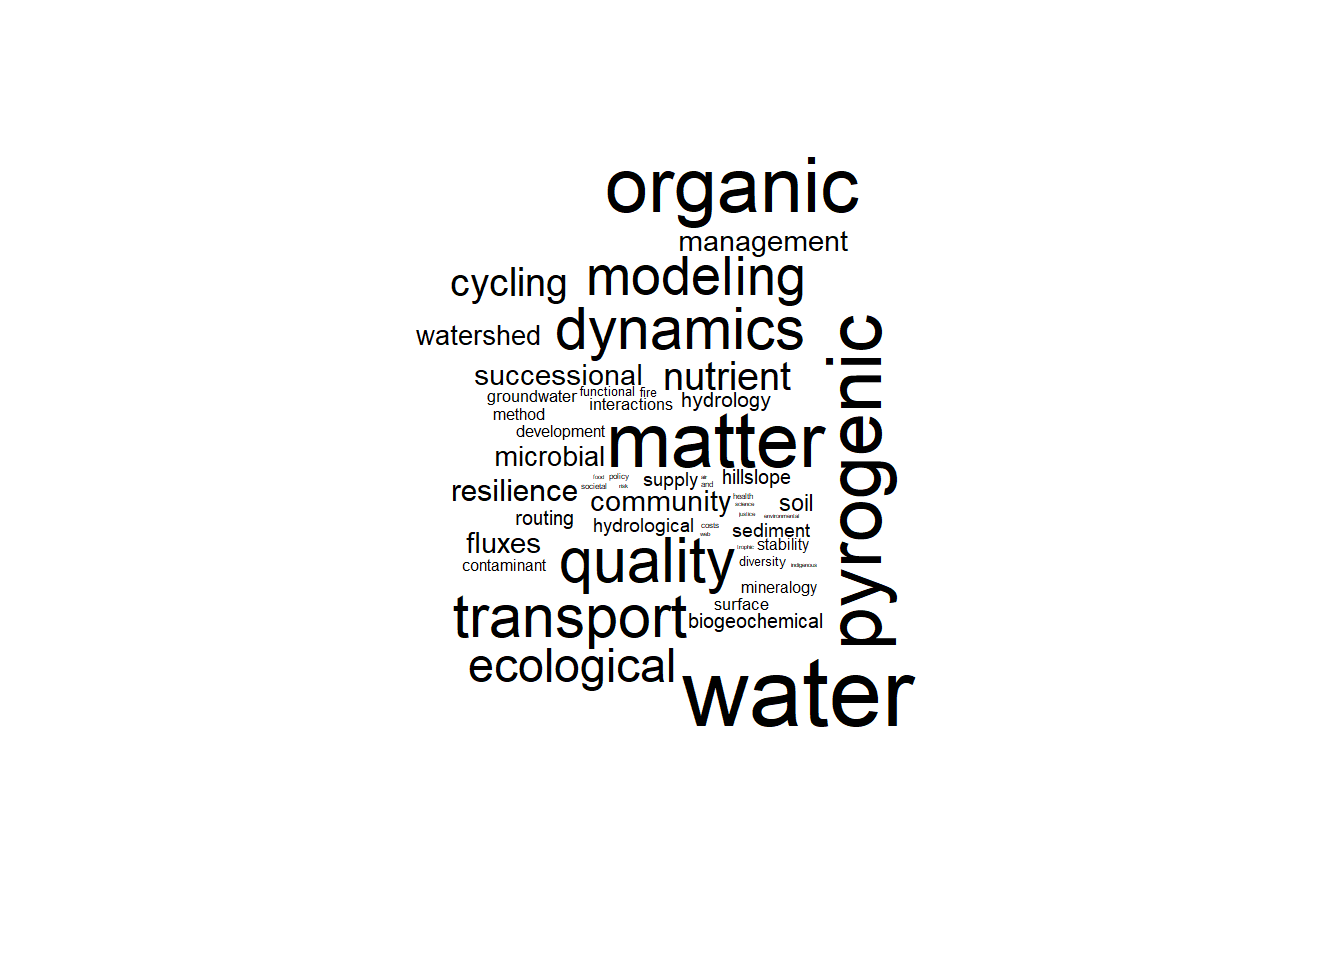 organic
management
cycling
modeling
watershed
dynamics
pyrogenic
successional
nutrient
groundwater
functional
fire
interactions
hydrology
method
development
matter
microbial
food
policy
supply
air
hillslope
societal
risk
and
resilience
community
health
science
soil
routing
justice
environmental
hydrological
costs
sediment
web
fluxes
quality
trophic
stability
contaminant
diversity
indigenous
mineralogy
transport
surface
biogeochemical
ecological
water